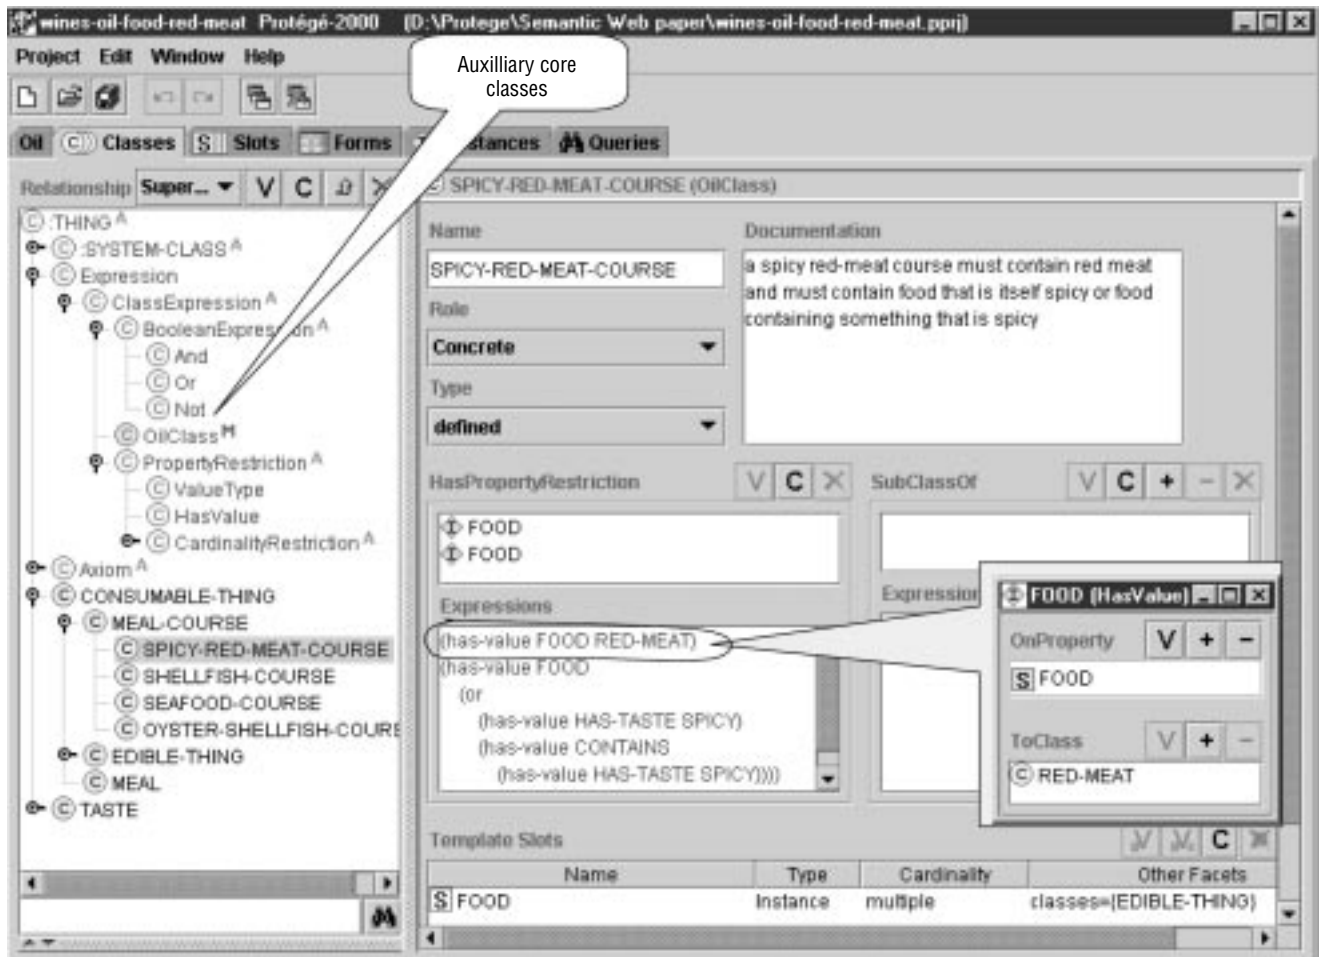 wines-oil-food-red-meat Protégé-2000 (D:\Protege\Semantic Web paper\wines-oil-food-red-meat.pprj)
Project Edit Window Help
Auxilliary core
classes
Oil C Classes S Slots Forms stances Queries
Relationship Super... V C
C SPICY-RED-MEAT-COURSE (OilClass)
C :THING A
C :SYSTEM-CLASS A
C Expression
C ClassExpression A
C BooleanExpression A
C And
C Or
C Not
C OilClass M
C PropertyRestriction A
C ValueType
C HasValue
C CardinalityRestriction A
C Axiom A
C CONSUMABLE-THING
C MEAL-COURSE
C SPICY-RED-MEAT-COURSE
C SHELLFISH-COURSE
C SEAFOOD-COURSE
C OYSTER-SHELLFISH-COURS
C EDIBLE-THING
C MEAL
C TASTE
Name
SPICY-RED-MEAT-COURSE
Role
Concrete
Type
defined
Documentation
a spicy red-meat course must contain red meat
and must contain food that is itself spicy or food
containing something that is spicy
HasPropertyRestriction V C
I FOOD
I FOOD
Expressions
(has-value FOOD RED-MEAT)
(has-value FOOD
(or
(has-value HAS-TASTE SPICY)
(has-value CONTAINS
(has-value HAS-TASTE SPICY))))
SubClassOf V C + −
Expression
I FOOD (HasValue)
OnProperty V + −
S FOOD
ToClass V + −
C RED-MEAT
Template Slots V V C
Name Type Cardinality Other Facets
S FOOD Instance multiple classes={EDIBLE-THING}